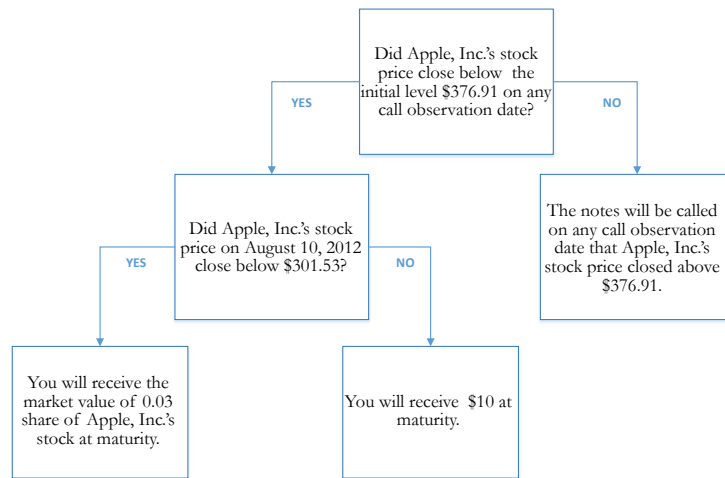 Did Apple, Inc.'s stock
price close below the
initial level $376.91 on any
call observation date?
YES
NO
Did Apple, Inc.'s stock
price on August 10, 2012
close below $301.53?
The notes will be called
on any call observation
date that Apple, Inc.'s
stock price closed above
$376.91.
YES
NO
You will receive the
market value of 0.03
share of Apple, Inc.'s
stock at maturity.
You will receive $10 at
maturity.